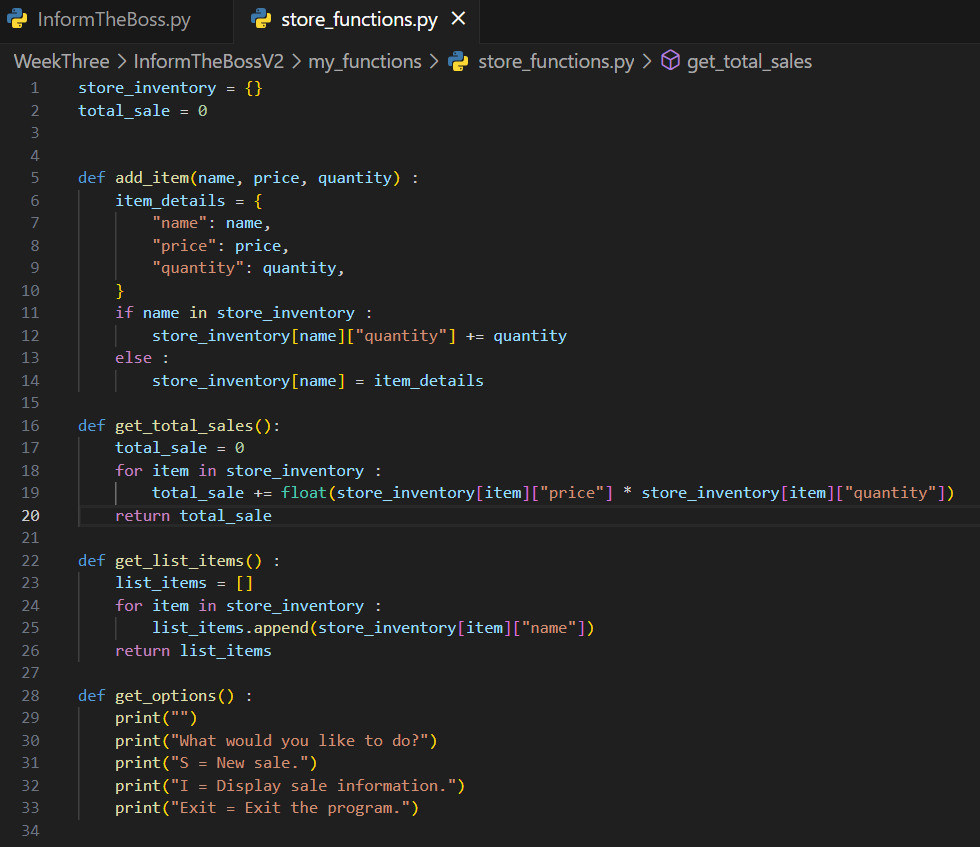 InformTheBoss.py store_functions.py ×
WeekThree > InformTheBossV2 > my_functions > store_functions.py > get_total_sales
1 store_inventory = {}
2 total_sale = 0
3
4
5 def add_item(name, price, quantity) :
6 item_details = {
7 "name": name,
8 "price": price,
9 "quantity": quantity,
10 }
11 if name in store_inventory :
12 store_inventory[name]["quantity"] += quantity
13 else :
14 store_inventory[name] = item_details
15
16 def get_total_sales():
17 total_sale = 0
18 for item in store_inventory :
19 total_sale += float(store_inventory[item]["price"] * store_inventory[item]["quantity"])
20 return total_sale
21
22 def get_list_items() :
23 list_items = []
24 for item in store_inventory :
25 list_items.append(store_inventory[item]["name"])
26 return list_items
27
28 def get_options() :
29 print("")
30 print("What would you like to do?")
31 print("S = New sale.")
32 print("I = Display sale information.")
33 print("Exit = Exit the program.")
34